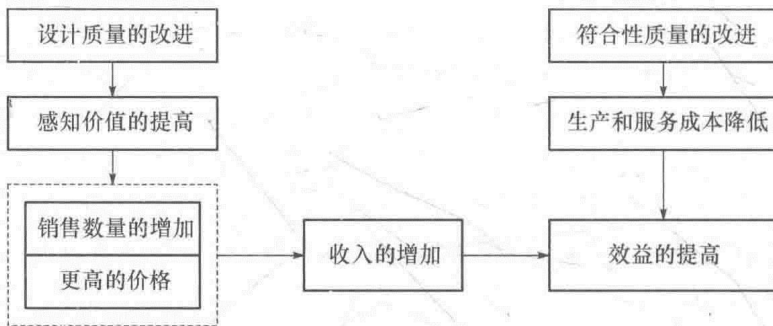 设计质量的改进
符合性质量的改进
感知价值的提高
生产和服务成本降低
销售数量的增加
更高的价格
收入的增加
效益的提高